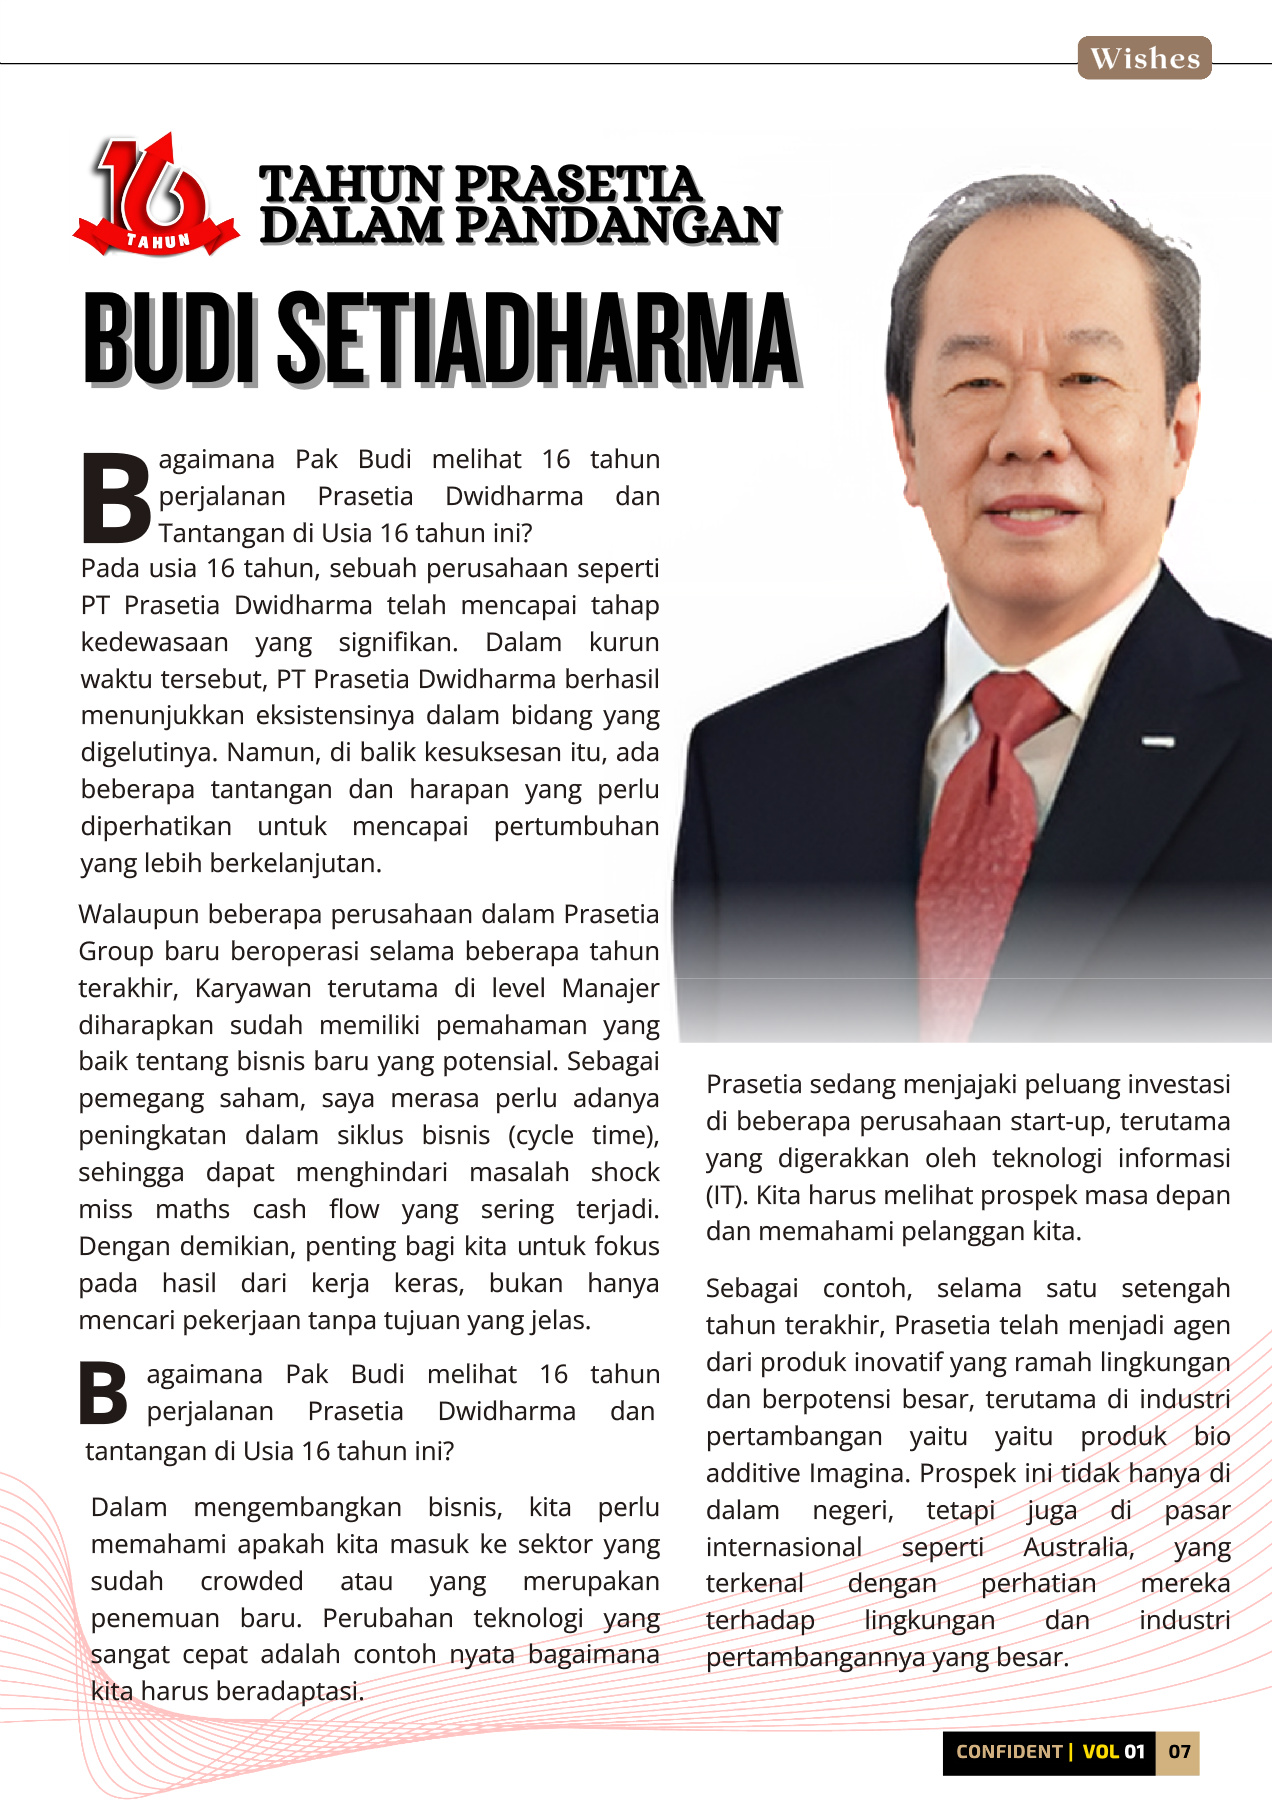 Wishes
16
TAHUN
TAHUN PRASETIA
DALAM PANDANGAN
BUDI SETIADHARMA
Bagaimana Pak Budi melihat 16 tahun
perjalanan Prasetia Dwidharma dan
Tantangan di Usia 16 tahun ini?
Pada usia 16 tahun, sebuah perusahaan seperti
PT Prasetia Dwidharma telah mencapai tahap
kedewasaan yang signifikan. Dalam kurun
waktu tersebut, PT Prasetia Dwidharma berhasil
menunjukkan eksistensinya dalam bidang yang
digelutinya. Namun, di balik kesuksesan itu, ada
beberapa tantangan dan harapan yang perlu
diperhatikan untuk mencapai pertumbuhan
yang lebih berkelanjutan.
Walaupun beberapa perusahaan dalam Prasetia
Group baru beroperasi selama beberapa tahun
terakhir, Karyawan terutama di level Manajer
diharapkan sudah memiliki pemahaman yang
baik tentang bisnis baru yang potensial. Sebagai
pemegang saham, saya merasa perlu adanya
peningkatan dalam siklus bisnis (cycle time),
sehingga dapat menghindari masalah shock
miss maths cash flow yang sering terjadi.
Dengan demikian, penting bagi kita untuk fokus
pada hasil dari kerja keras, bukan hanya
mencari pekerjaan tanpa tujuan yang jelas.
Bagaimana Pak Budi melihat 16 tahun
perjalanan Prasetia Dwidharma dan
tantangan di Usia 16 tahun ini?
Dalam mengembangkan bisnis, kita perlu
memahami apakah kita masuk ke sektor yang
sudah crowded atau yang merupakan
penemuan baru. Perubahan teknologi yang
sangat cepat adalah contoh nyata bagaimana
kita harus beradaptasi.
Prasetia sedang menjajaki peluang investasi
di beberapa perusahaan start-up, terutama
yang digerakkan oleh teknologi informasi
(IT). Kita harus melihat prospek masa depan
dan memahami pelanggan kita.
Sebagai contoh, selama satu setengah
tahun terakhir, Prasetia telah menjadi agen
dari produk inovatif yang ramah lingkungan
dan berpotensi besar, terutama di industri
pertambangan yaitu yaitu produk bio
additive Imagina. Prospek ini tidak hanya di
dalam negeri, tetapi juga di pasar
internasional seperti Australia, yang
terkenal dengan perhatian mereka
terhadap lingkungan dan industri
pertambangannya yang besar.
CONFIDENT | VOL 01 07